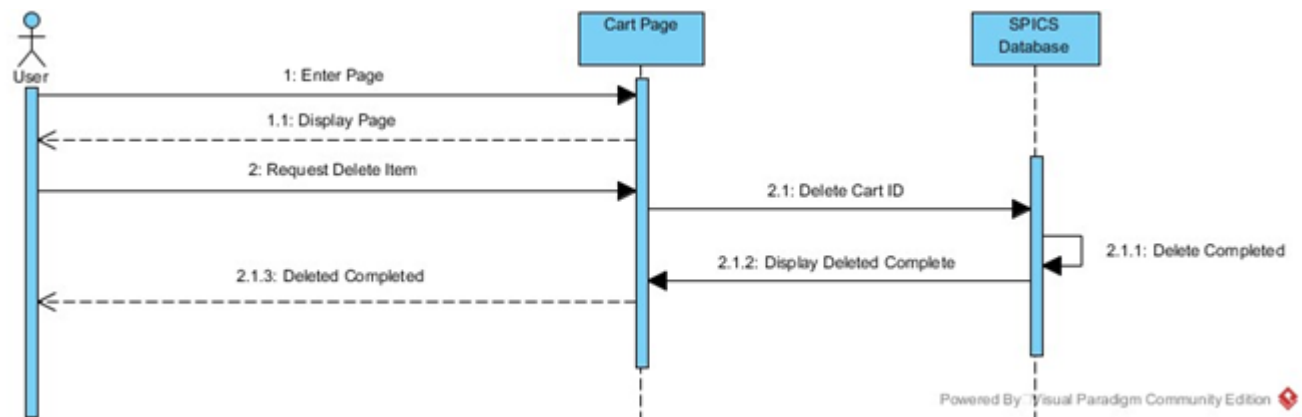 Cart Page
SPICS
Database
User
1: Enter Page
1.1: Display Page
2: Request Delete Item
2.1: Delete Cart ID
2.1.1: Delete Completed
2.1.2: Display Deleted Complete
2.1.3: Deleted Completed
Powered By Visual Paradigm Community Edition